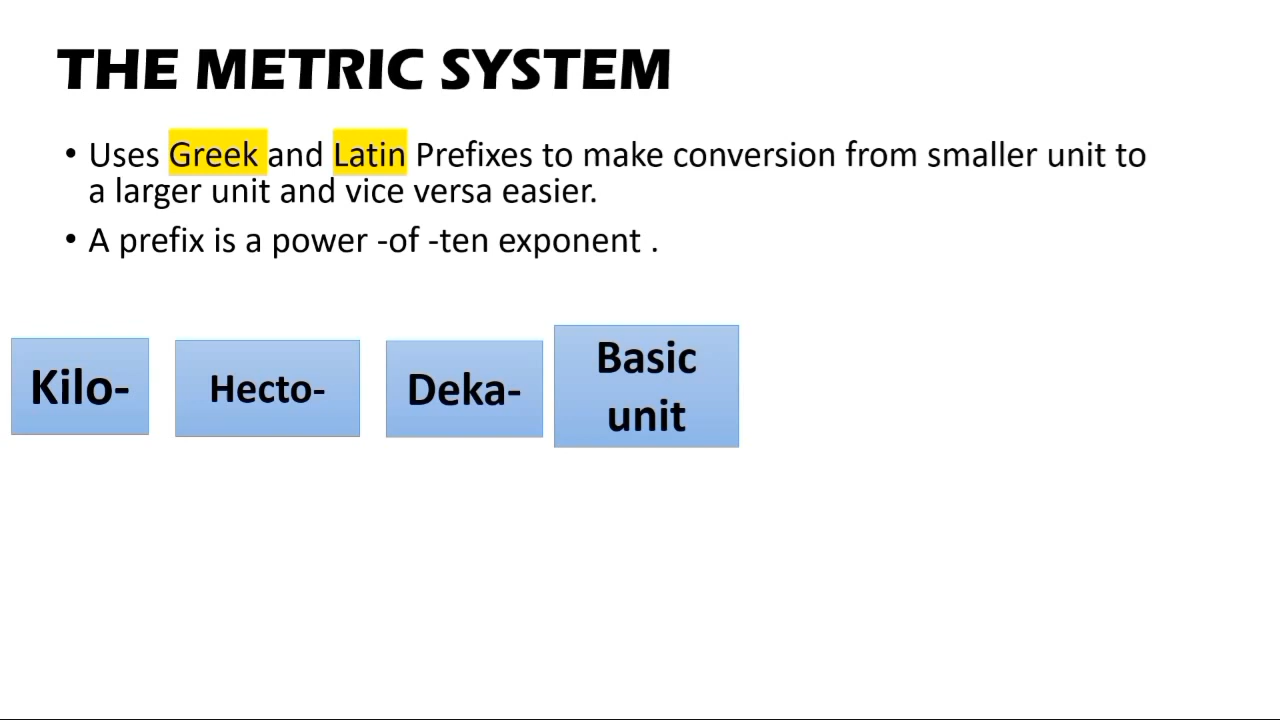 THE METRIC SYSTEM
• Uses Greek and Latin Prefixes to make conversion from smaller unit to
a larger unit and vice versa easier.
• A prefix is a power -of -ten exponent .
Kilo-
Hecto-
Deka-
Basic
unit